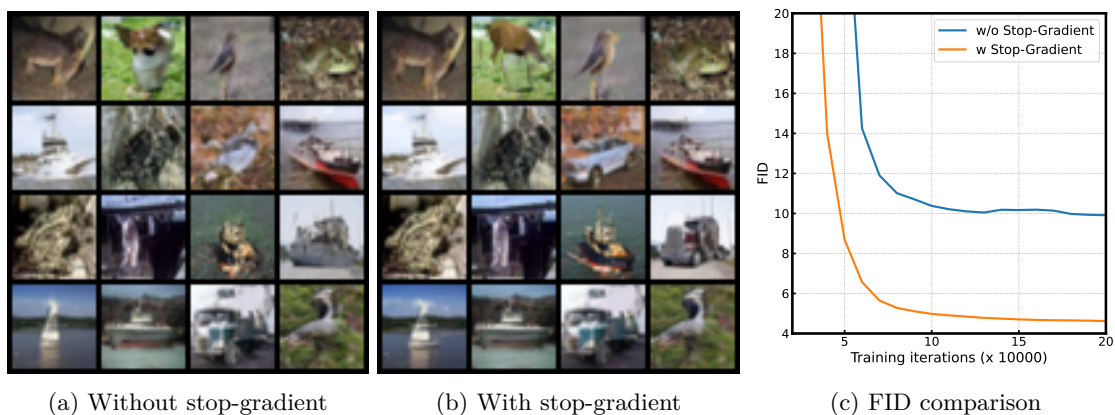 20
18
16
14
12
10
8
6
4
FID
w/o Stop-Gradient
w Stop-Gradient
5 10 15 20
Training iterations (x 10000)
(a) Without stop-gradient (b) With stop-gradient (c) FID comparison